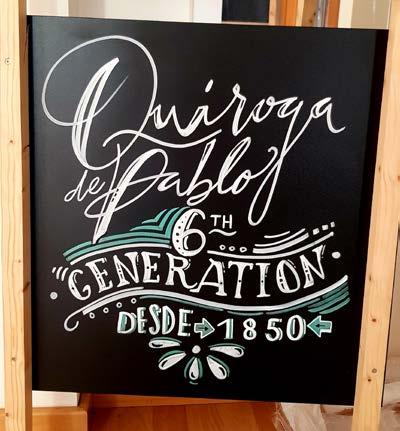 Quiroga
de Pablo
6TH
GENERATION
DESDE → 1850 ←